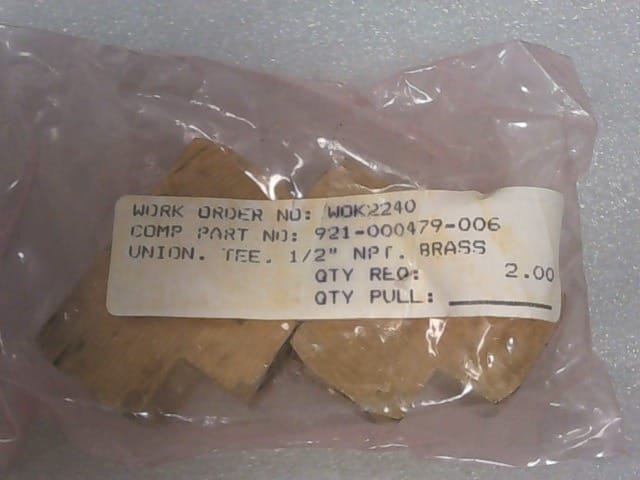 WORK ORDER NO: WOK2240
COMP PART NO: 921-000479-006
UNION. TEE. 1/2" NPT. BRASS
QTY REQ: 2.00
QTY PULL: